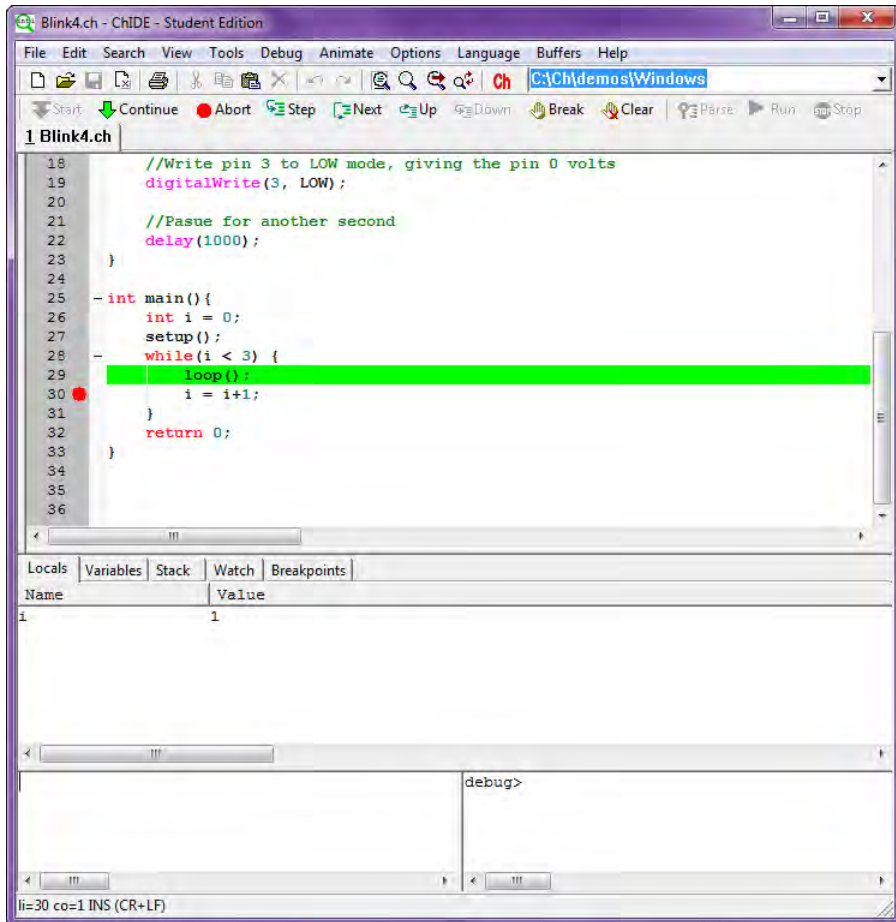 Blink4.ch - ChIDE - Student Edition
File Edit Search View Tools Debug Animate Options Language Buffers Help
Ch C:\Ch\demos\Windows
Start Continue Abort Step Next Up Down Break Clear Parse Run Stop
1 Blink4.ch
18 //Write pin 3 to LOW mode, giving the pin 0 volts
19 digitalWrite(3, LOW);
20
21 //Pasue for another second
22 delay(1000);
23 }
24
25 int main(){
26 int i = 0;
27 setup();
28 while(i < 3) {
29 loop();
30 i = i+1;
31 }
32 return 0;
33 }
34
35
36
Locals Variables Stack Watch Breakpoints
Name Value
i 1
debug>
li=30 co=1 INS (CR+LF)